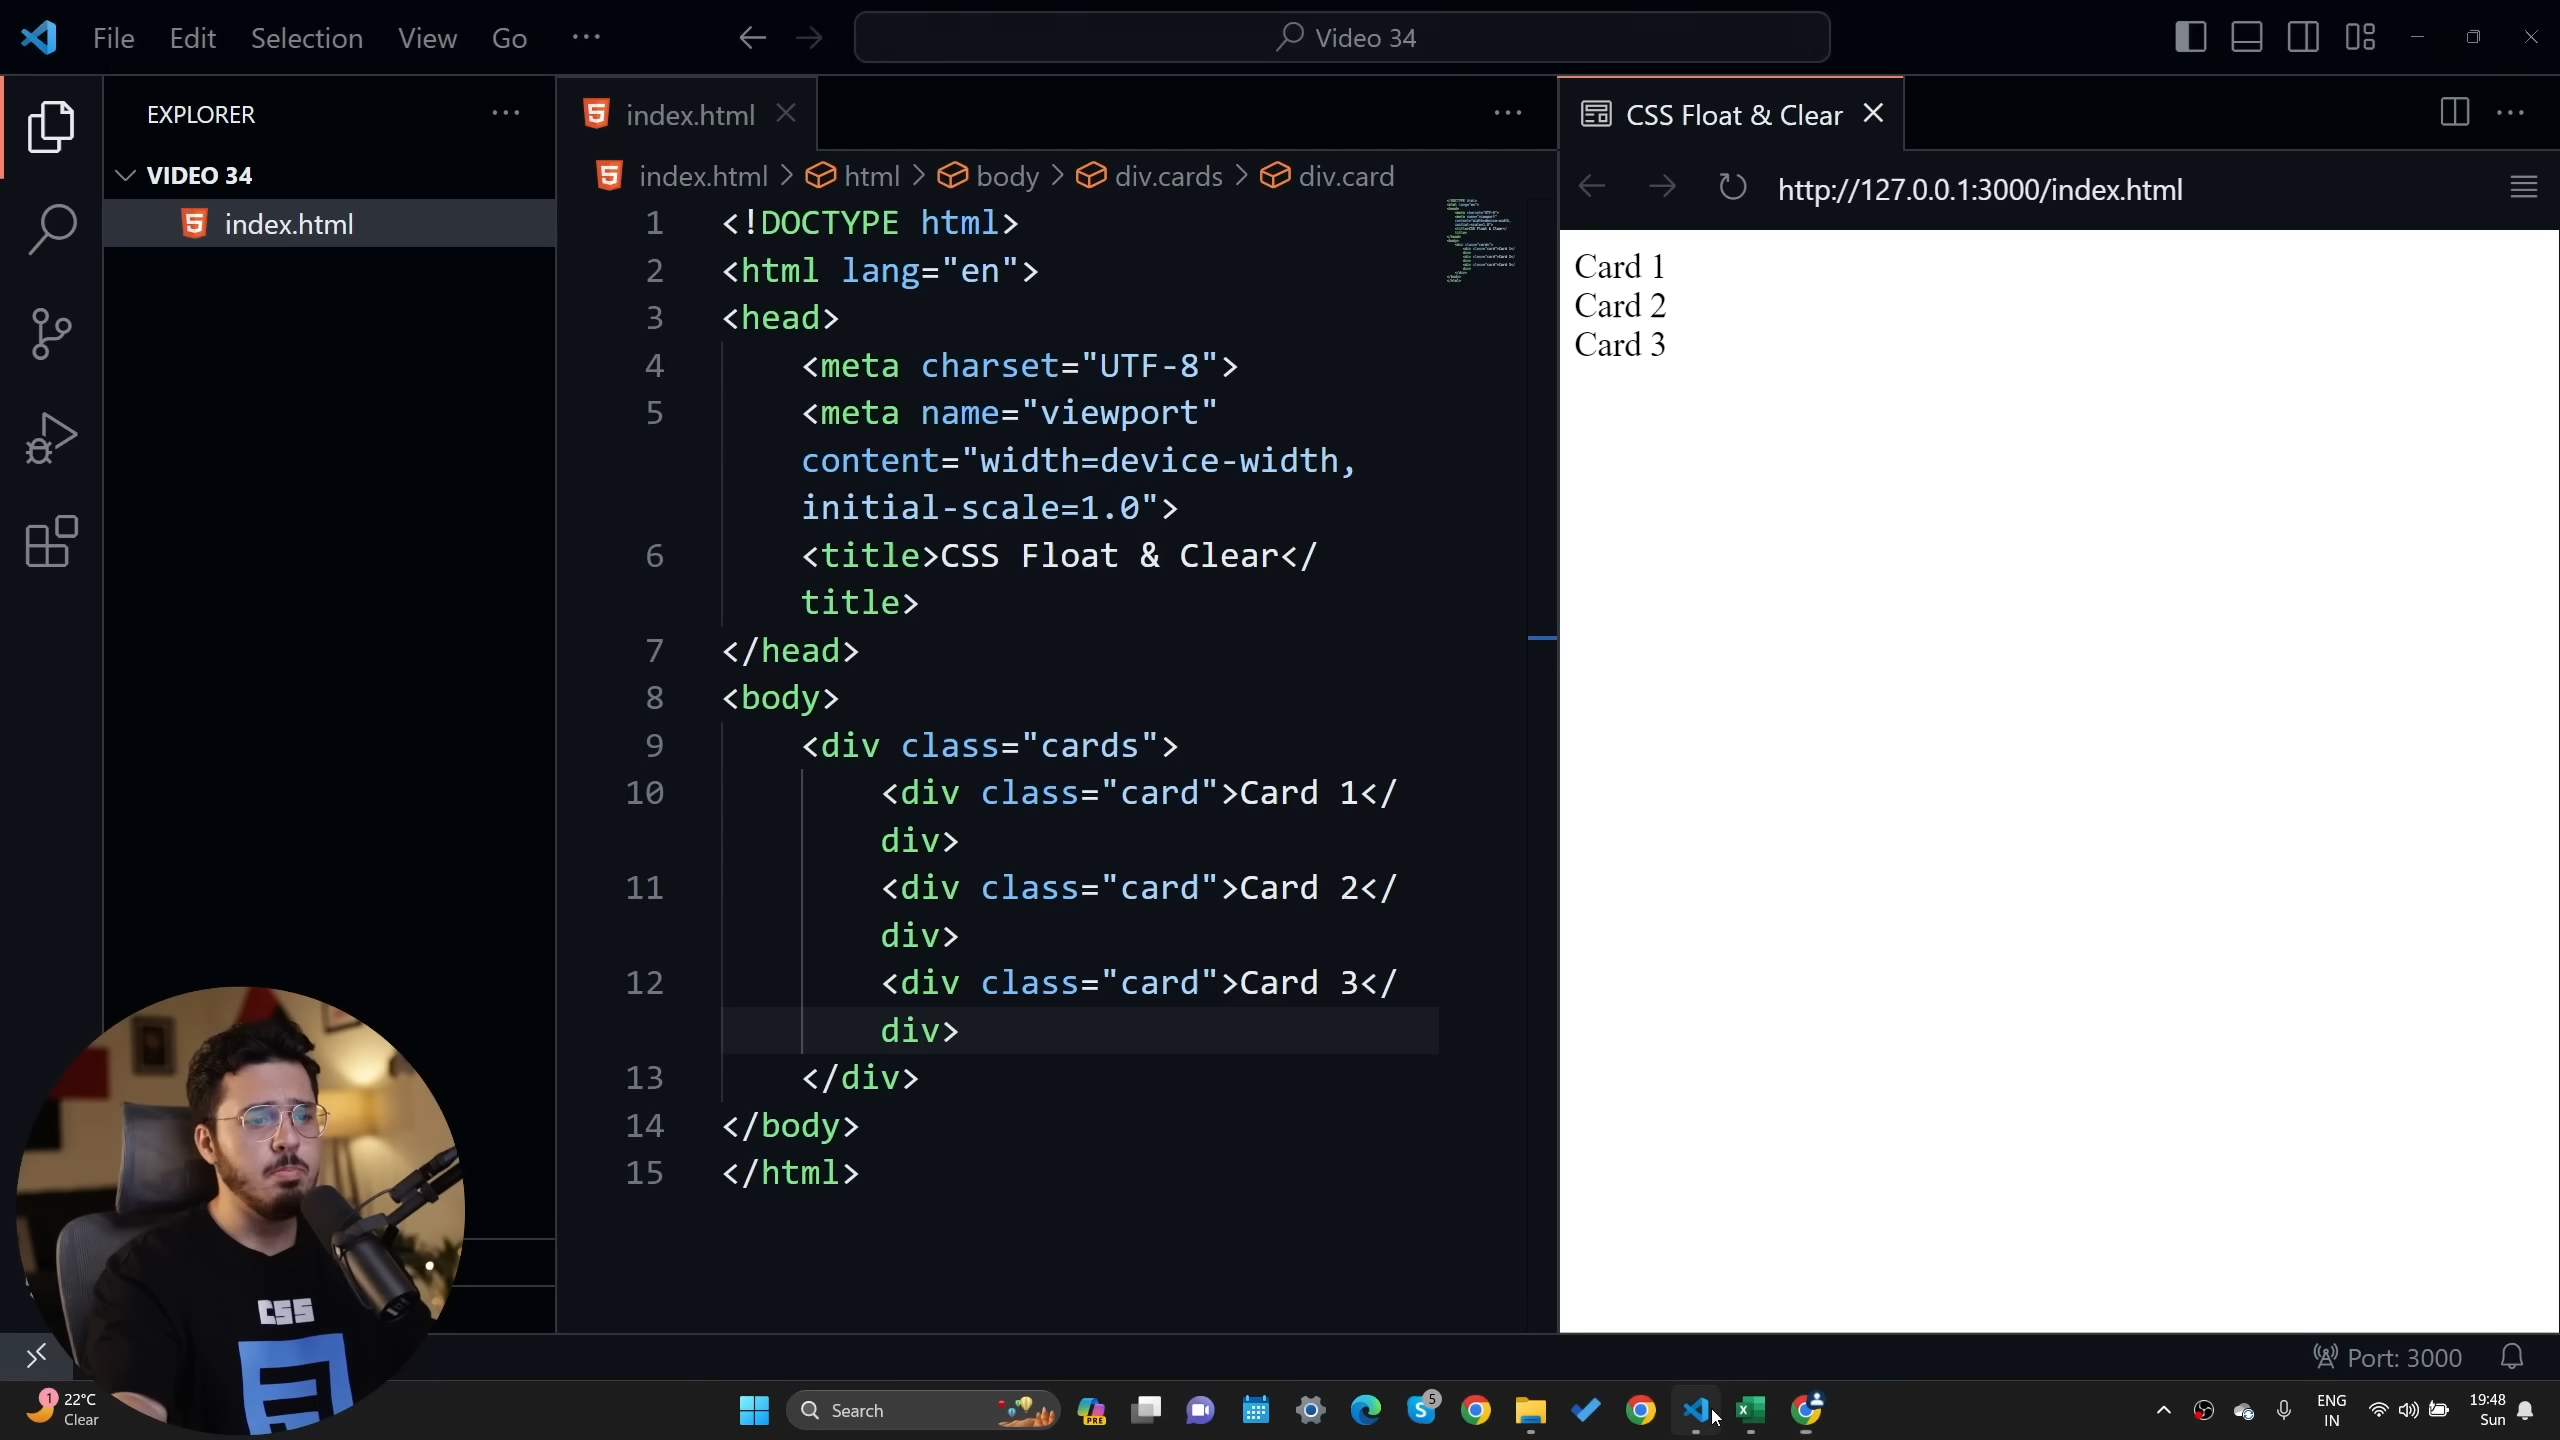 File Edit Selection View Go ···
Video 34
EXPLORER ···
VIDEO 34
index.html
index.html
···
index.html > html > body > div.cards > div.card
1 <!DOCTYPE html>
2 <html lang="en">
3 <head>
4 <meta charset="UTF-8">
5 <meta name="viewport"
content="width=device-width,
initial-scale=1.0">
6 <title>CSS Float & Clear</
title>
7 </head>
8 <body>
9 <div class="cards">
10 <div class="card">Card 1</
div>
11 <div class="card">Card 2</
div>
12 <div class="card">Card 3</
div>
13 </div>
14 </body>
15 </html>
CSS Float & Clear
···
http://127.0.0.1:3000/index.html
Card 1
Card 2
Card 3
CSS
Port: 3000
1
22°C
Clear
Search
PRE
5
ENG
IN
19:48
Sun